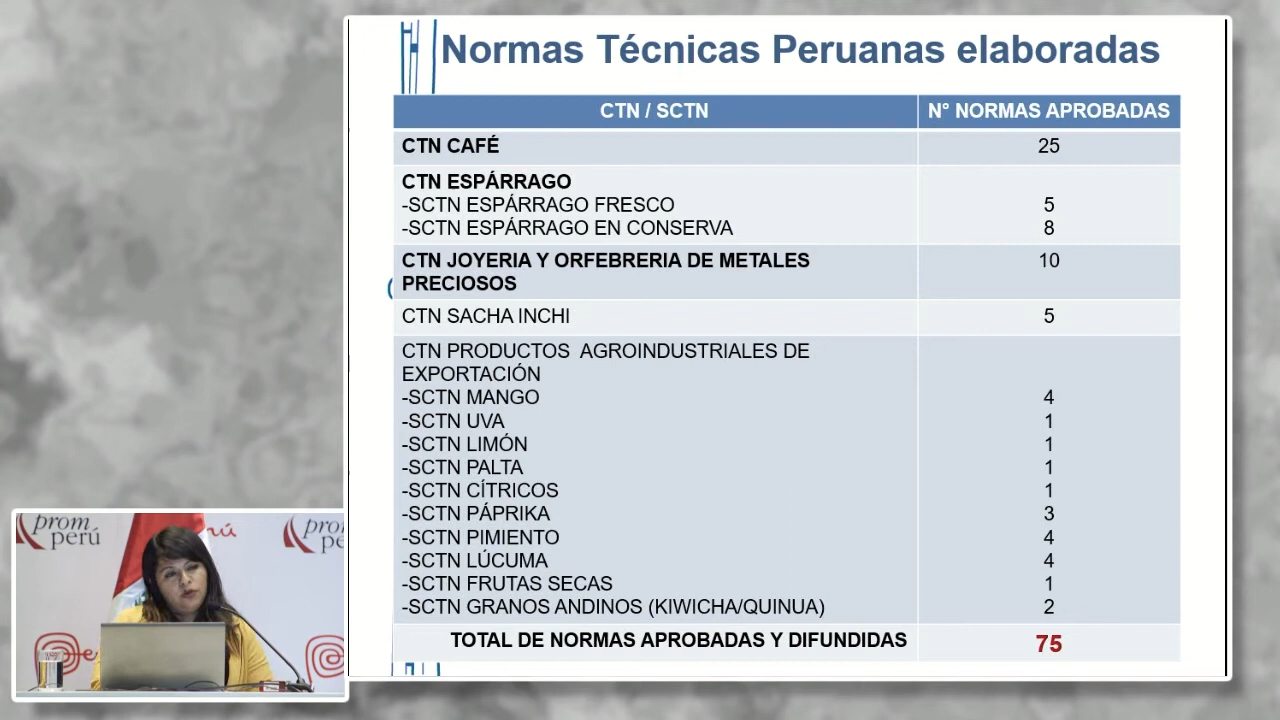 Normas Técnicas Peruanas elaboradas
CTN / SCTN N° NORMAS APROBADAS
CTN CAFÉ 25
CTN ESPÁRRAGO
-SCTN ESPÁRRAGO FRESCO 5
-SCTN ESPÁRRAGO EN CONSERVA 8
CTN JOYERIA Y ORFEBRERIA DE METALES 10
PRECIOSOS
CTN SACHA INCHI 5
CTN PRODUCTOS AGROINDUSTRIALES DE
EXPORTACIÓN
-SCTN MANGO 4
-SCTN UVA 1
-SCTN LIMÓN 1
-SCTN PALTA 1
-SCTN CÍTRICOS 1
-SCTN PÁPRIKA 3
-SCTN PIMIENTO 4
-SCTN LÚCUMA 4
-SCTN FRUTAS SECAS 1
-SCTN GRANOS ANDINOS (KIWICHA/QUINUA) 2
TOTAL DE NORMAS APROBADAS Y DIFUNDIDAS 75
prom
perú